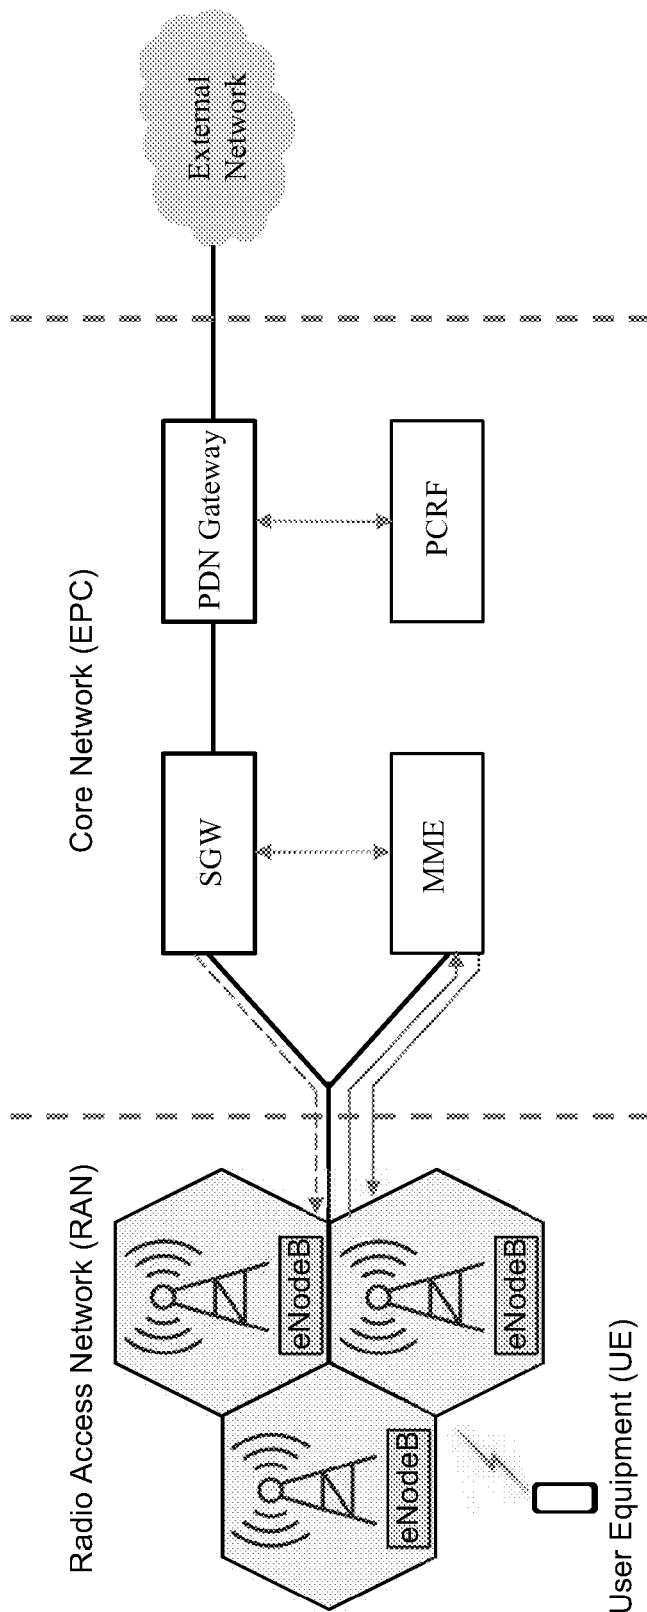 Radio Access Network (RAN)
Core Network (EPC)
External
Network
SGW
PDN Gateway
MME
PCRF
eNodeB
eNodeB
eNodeB
User Equipment (UE)